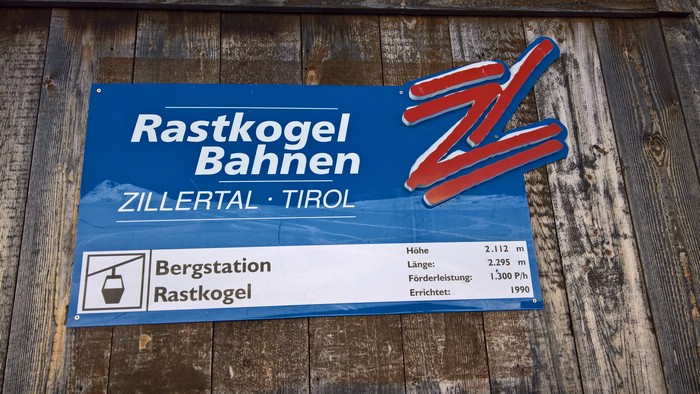 Rastkogel
Bahnen
ZILLERTAL · TIROL
Bergstation
Rastkogel
Höhe 2.112 m
Länge: 2.295 m
Förderleistung: 1.300 P/h
Errichtet: 1990